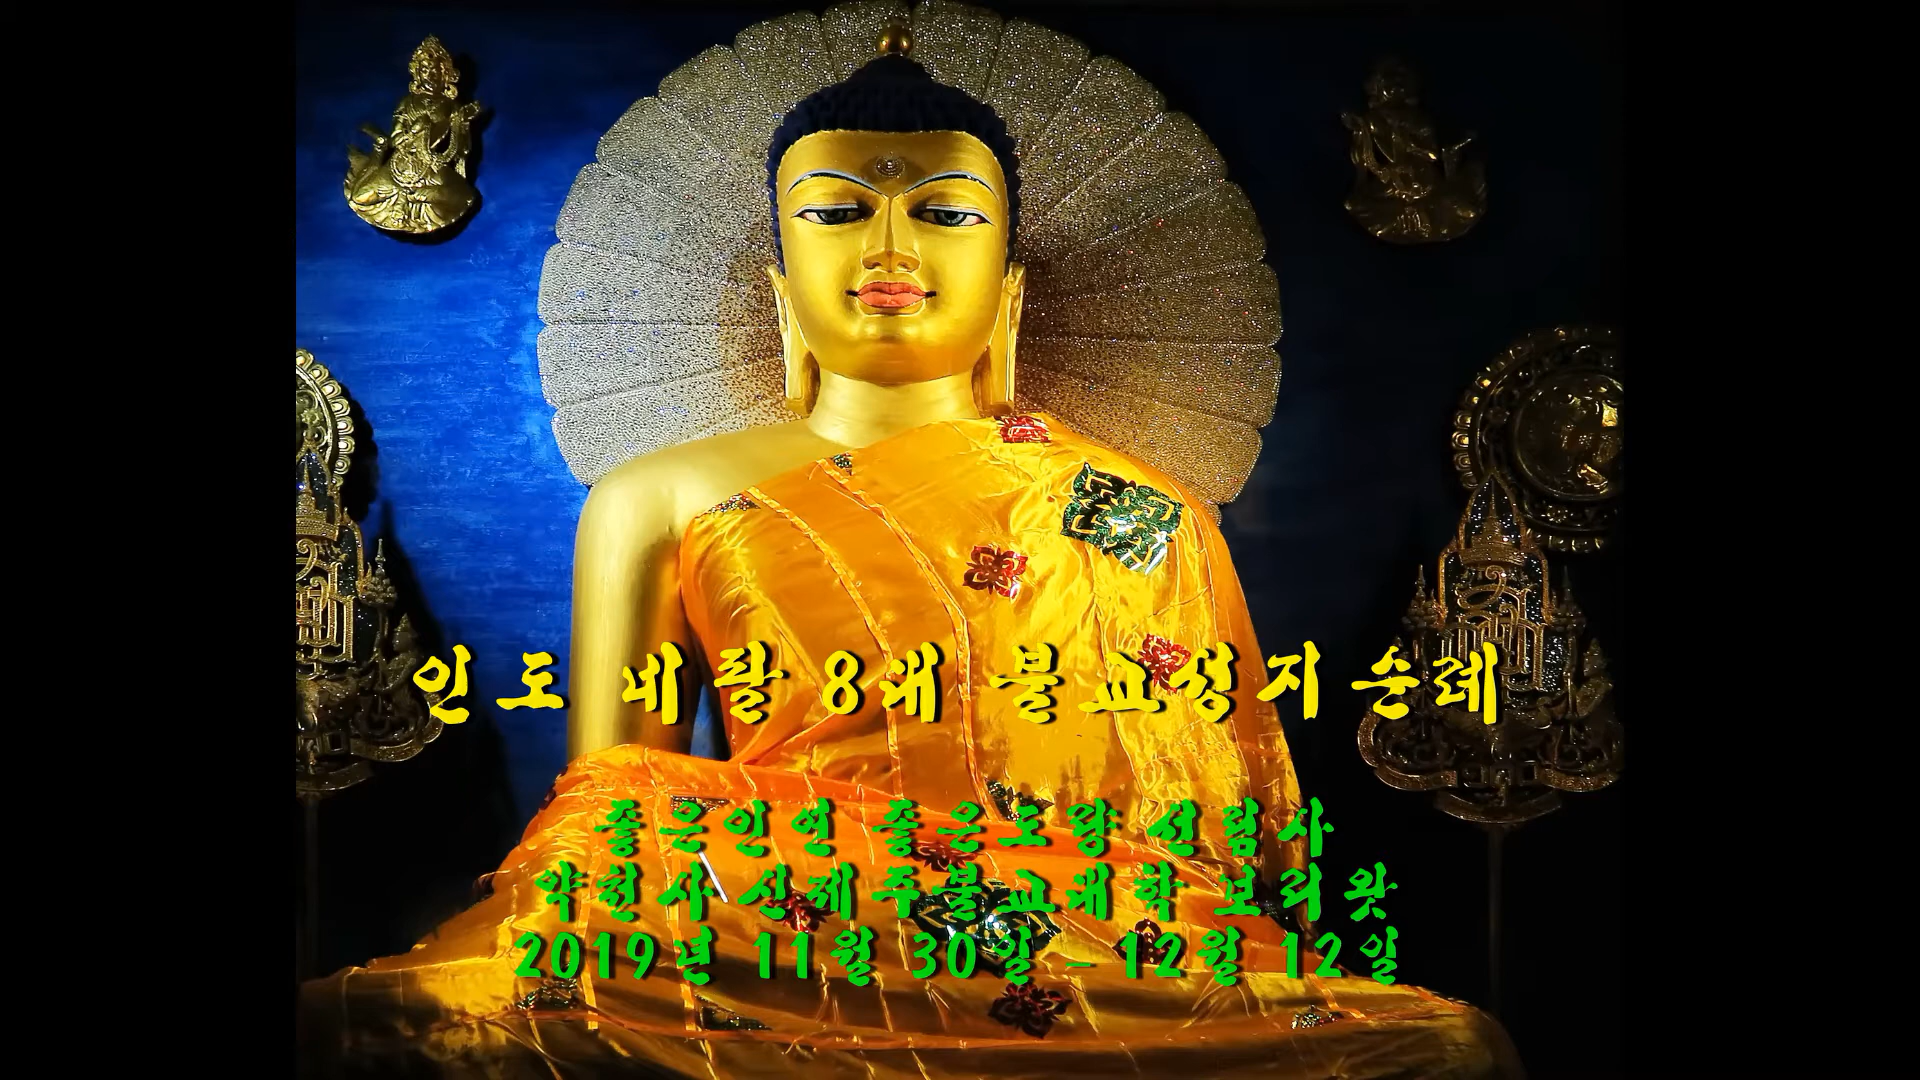 인도 네팔 8대 불교성지순례
좋은인연 좋은도량 선림사
약천사 신제주불교대학 보리왓
2019년 11월 30일 - 12월 12일